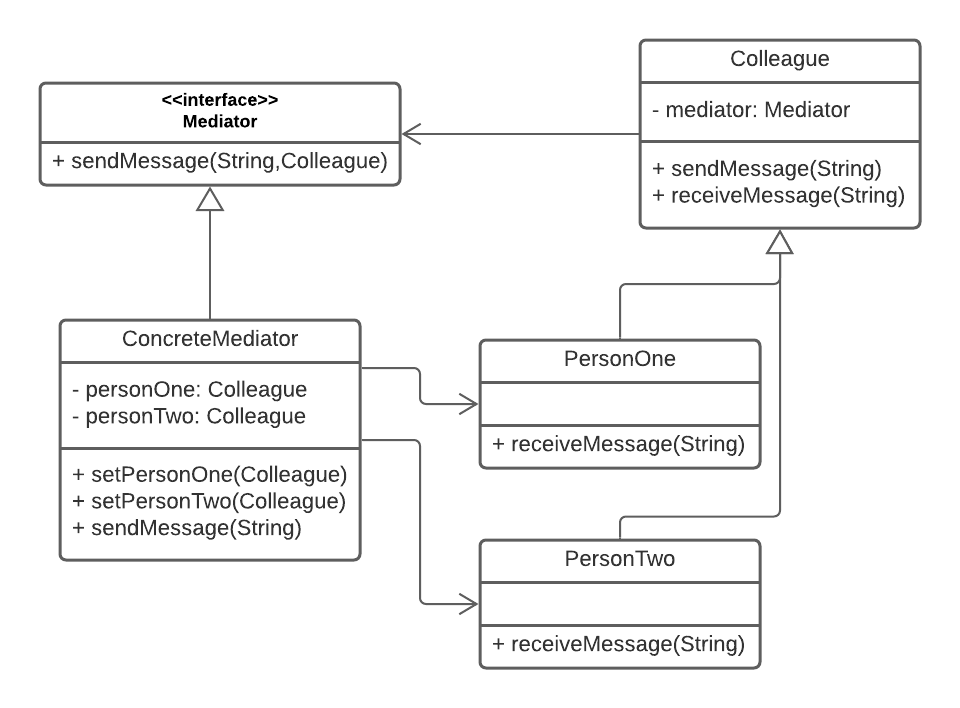 <<interface>>
Mediator
+ sendMessage(String,Colleague)
Colleague
- mediator: Mediator
+ sendMessage(String)
+ receiveMessage(String)
ConcreteMediator
- personOne: Colleague
- personTwo: Colleague
+ setPersonOne(Colleague)
+ setPersonTwo(Colleague)
+ sendMessage(String)
PersonOne
+ receiveMessage(String)
PersonTwo
+ receiveMessage(String)